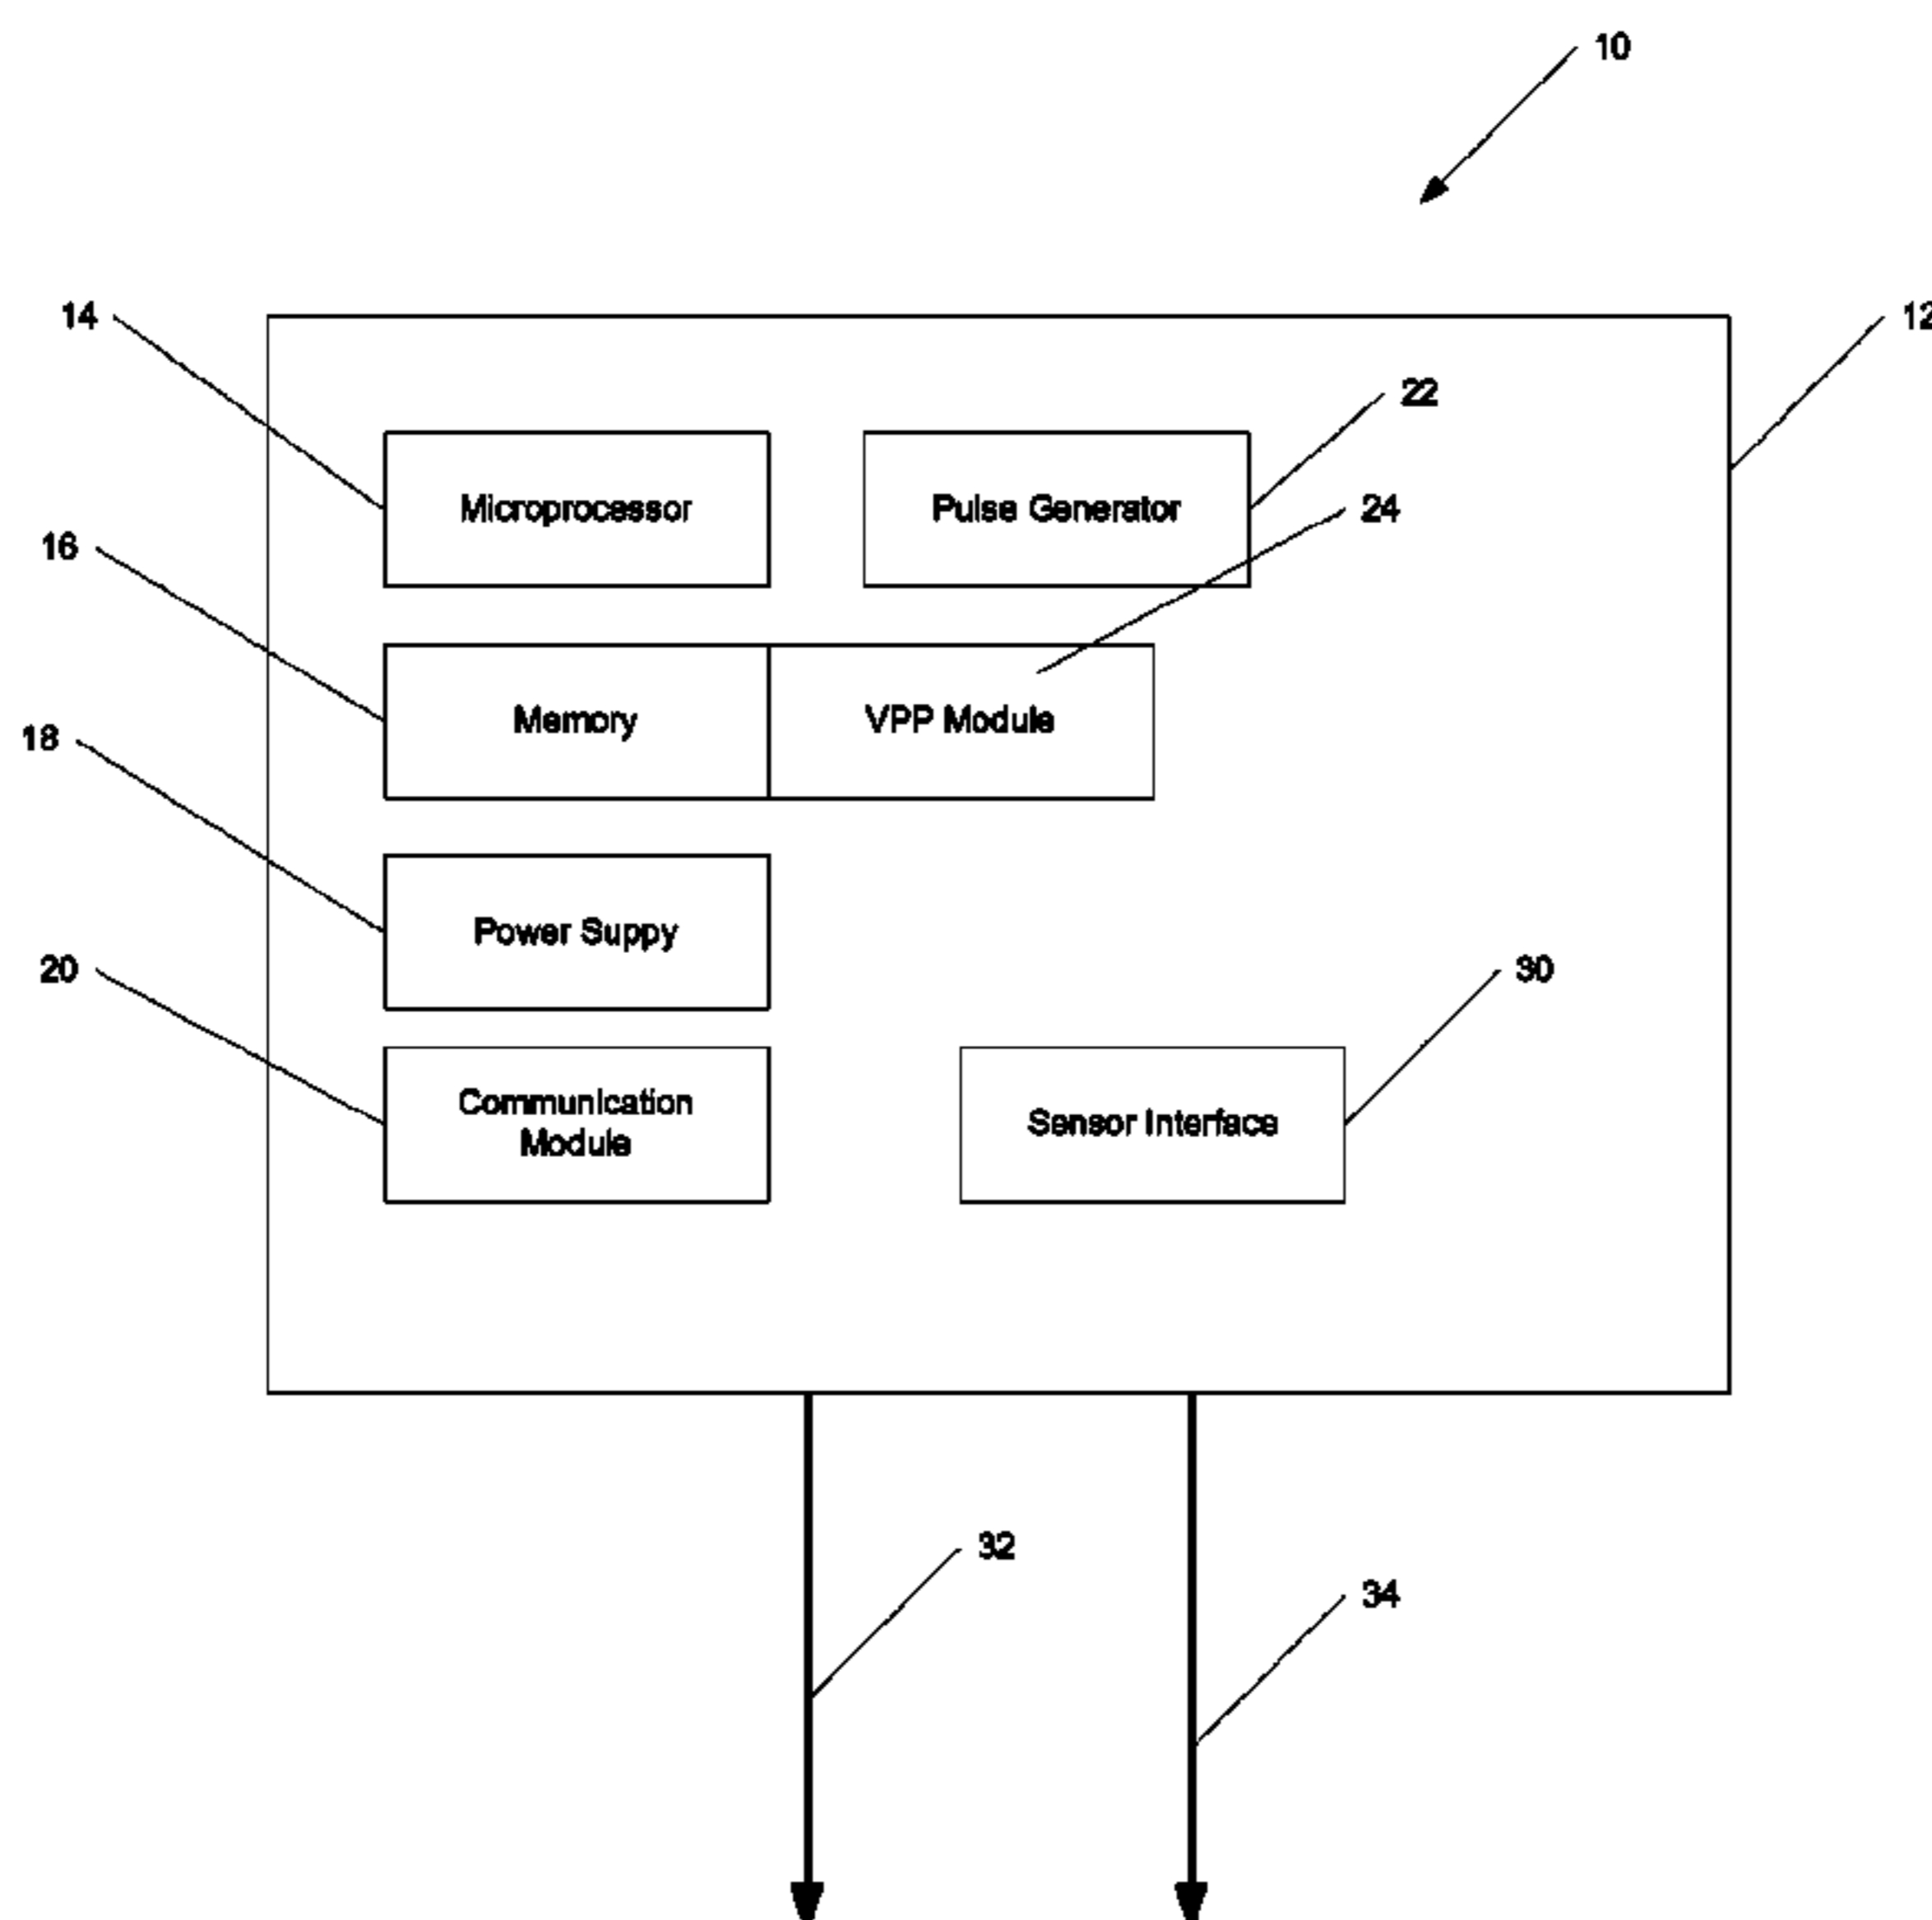 10
14
12
22
Microprocessor
Pulse Generator
24
16
Memory
VPP Module
18
Power Suppy
20
30
Communication
Module
Sensor Interface
32
34